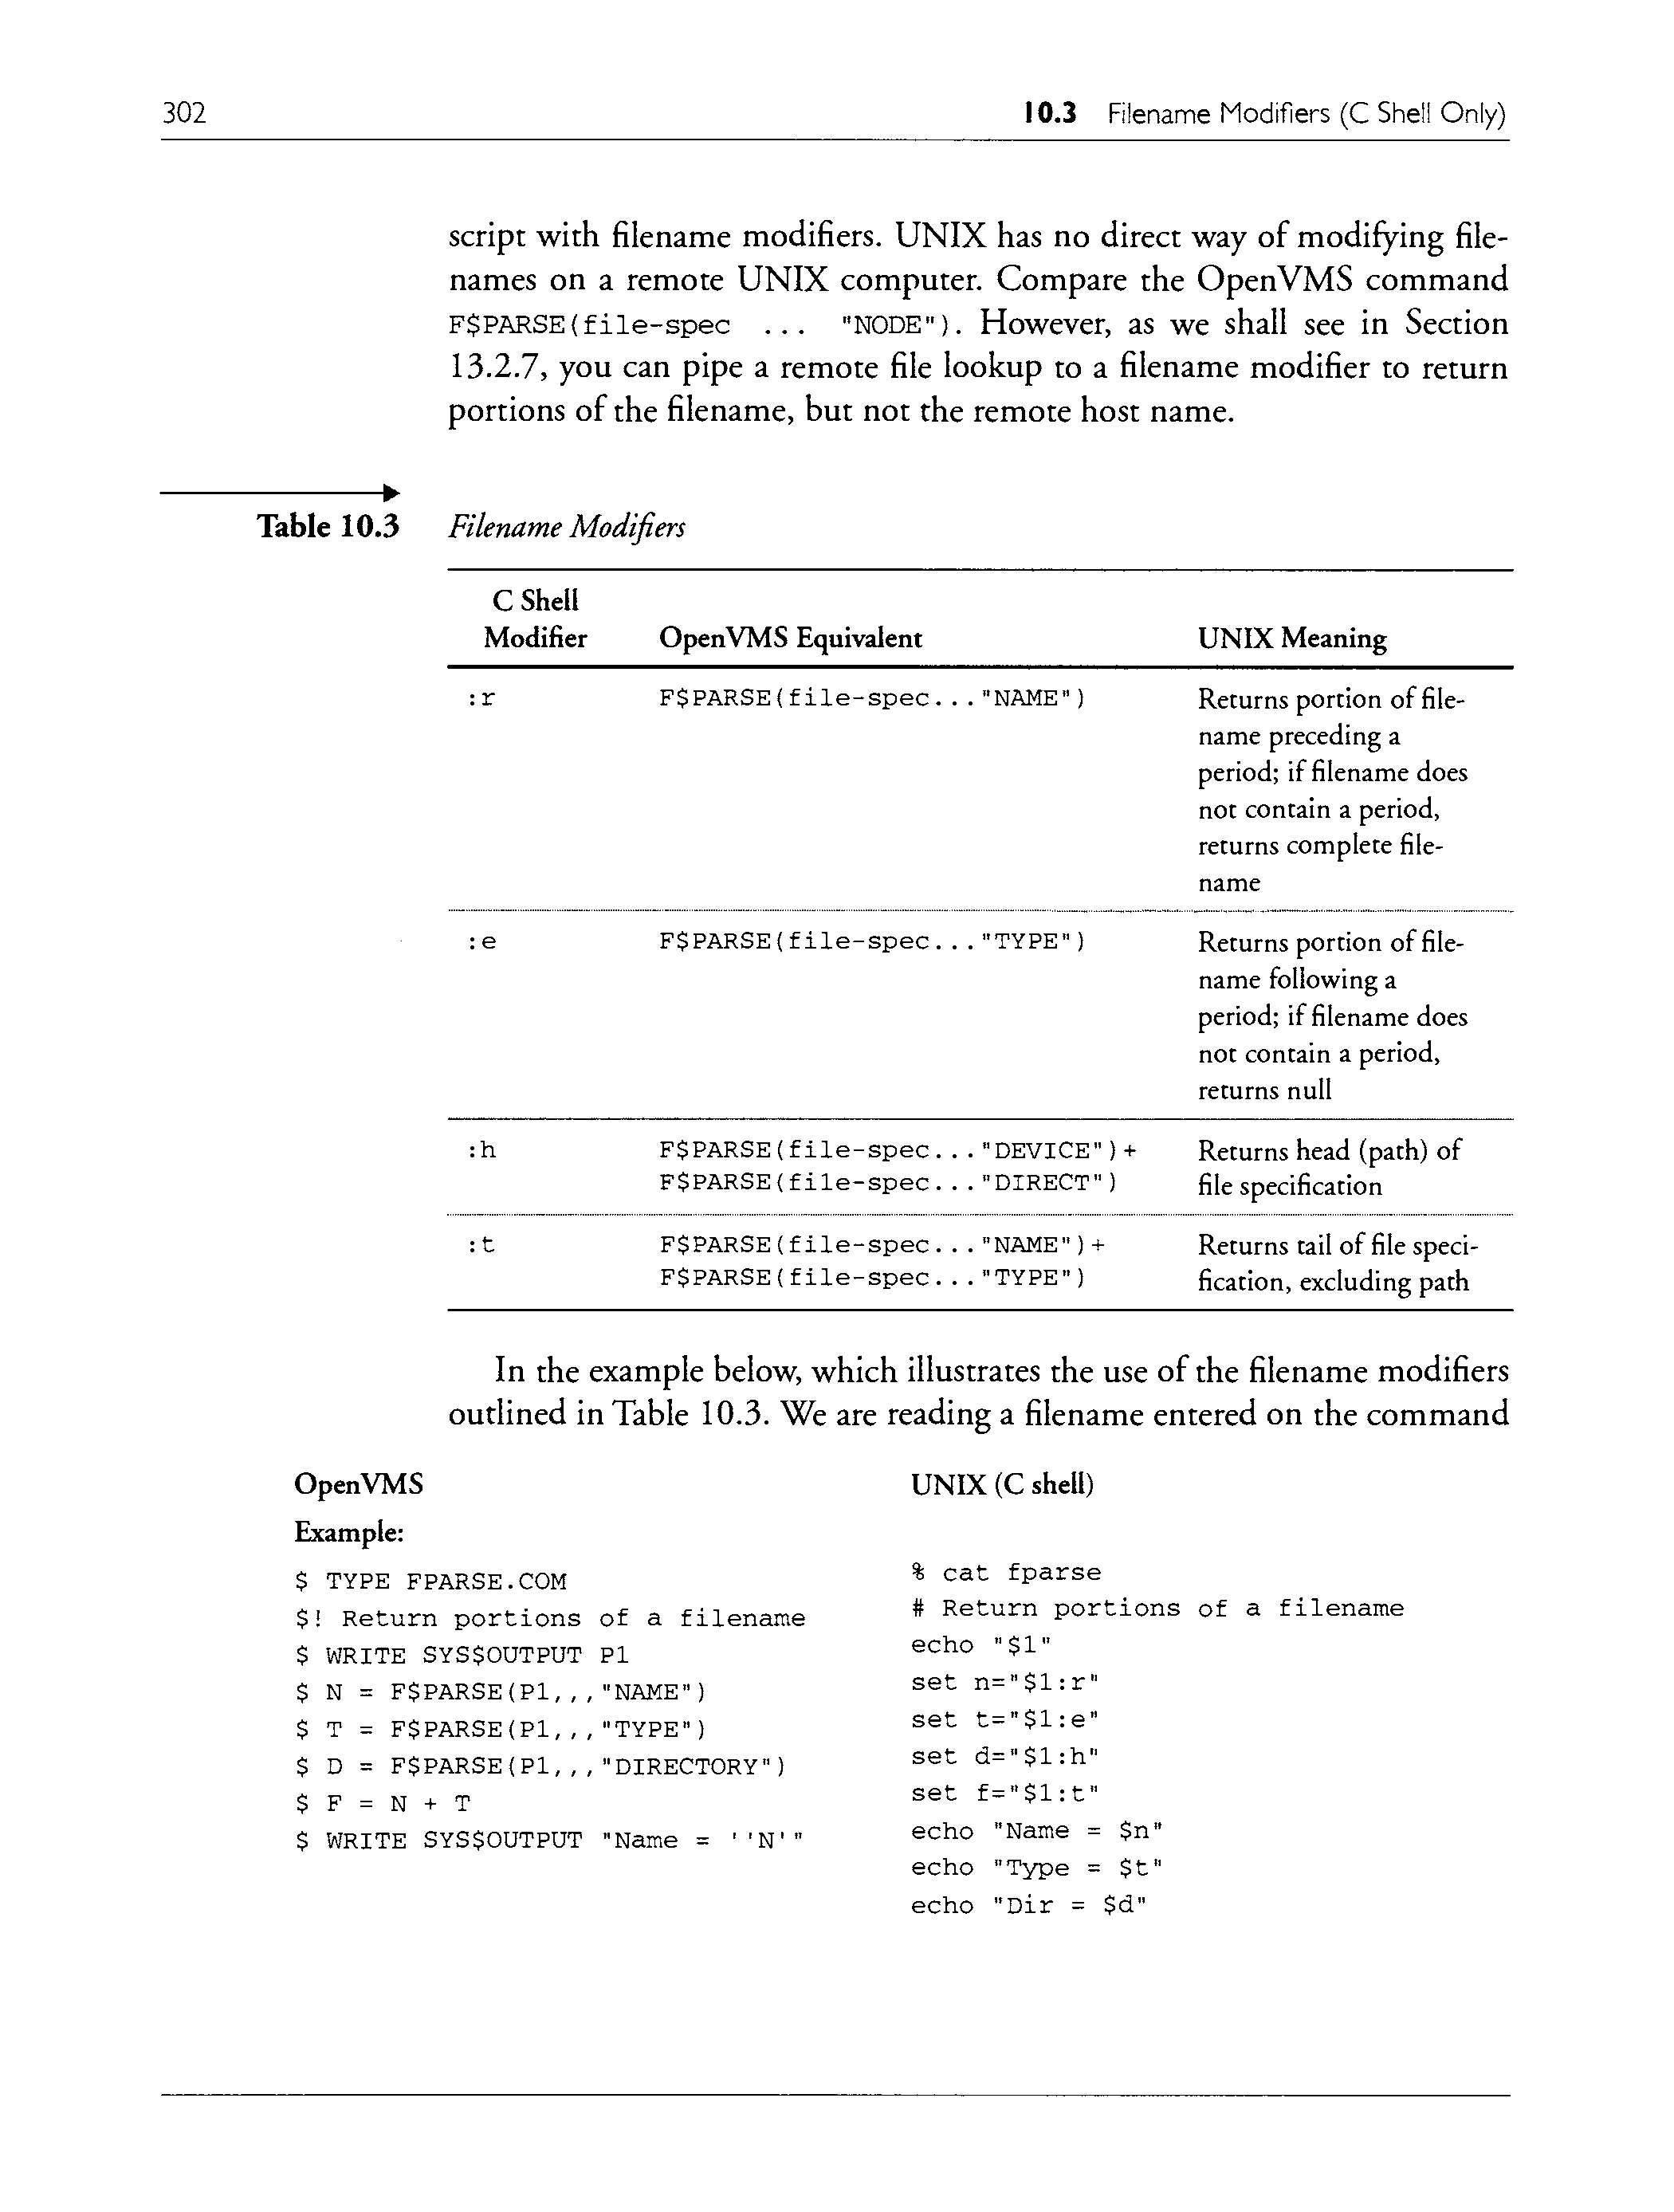 302
10.3 Filename Modifiers (C Shell Only)
script with filename modifiers. UNIX has no direct way of modifying file-
names on a remote UNIX computer. Compare the OpenVMS command
F$PARSE(file-spec ... "NODE"). However, as we shall see in Section
13.2.7, you can pipe a remote file lookup to a filename modifier to return
portions of the filename, but not the remote host name.
Table 10.3 Filename Modifiers
C Shell
Modifier OpenVMS Equivalent UNIX Meaning
:r F$PARSE(file-spec..."NAME") Returns portion of file-
name preceding a
period; if filename does
not contain a period,
returns complete file-
name
:e F$PARSE(file-spec..."TYPE") Returns portion of file-
name following a
period; if filename does
not contain a period,
returns null
:h F$PARSE(file-spec..."DEVICE")+ Returns head (path) of
F$PARSE(file-spec..."DIRECT") file specification
:t F$PARSE(file-spec..."NAME")+ Returns tail of file speci-
F$PARSE(file-spec..."TYPE") fication, excluding path
In the example below, which illustrates the use of the filename modifiers
outlined in Table 10.3. We are reading a filename entered on the command
OpenVMS
Example:
$ TYPE FPARSE.COM
$! Return portions of a filename
$ WRITE SYS$OUTPUT P1
$ N = F$PARSE(P1,,,"NAME")
$ T = F$PARSE(P1,,,"TYPE")
$ D = F$PARSE(P1,,,"DIRECTORY")
$ F = N + T
$ WRITE SYS$OUTPUT "Name = ''N'"
UNIX (C shell)
% cat fparse
# Return portions of a filename
echo "$1"
set n="$1:r"
set t="$1:e"
set d="$1:h"
set f="$1:t"
echo "Name = $n"
echo "Type = $t"
echo "Dir = $d"